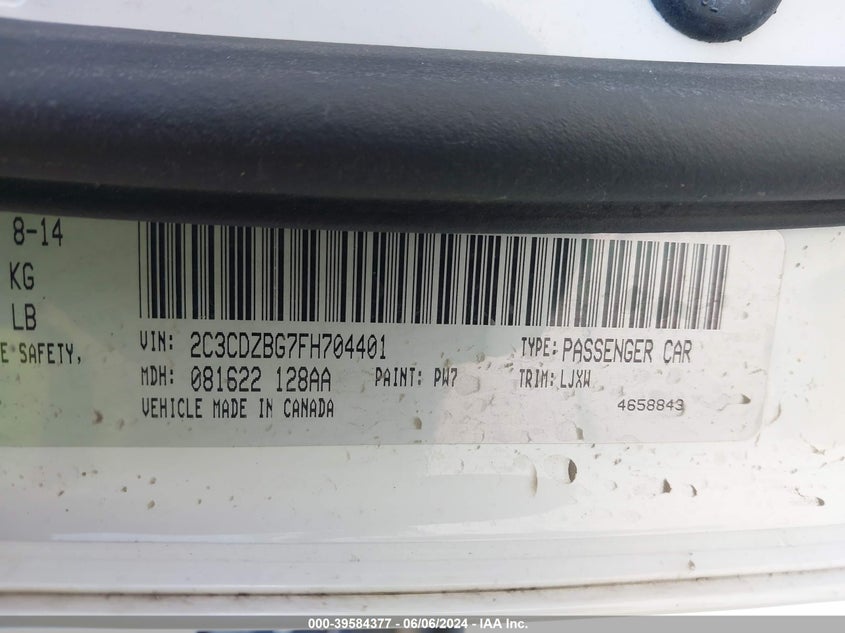 8-14
KG
LB
E SAFETY,
VIN: 2C3CDZBG7FH704401 TYPE: PASSENGER CAR
MDH: 081622 128AA PAINT: PW7 TRIM: LJXW
VEHICLE MADE IN CANADA 4658843
000-39584377 - 06/06/2024 - IAA Inc.